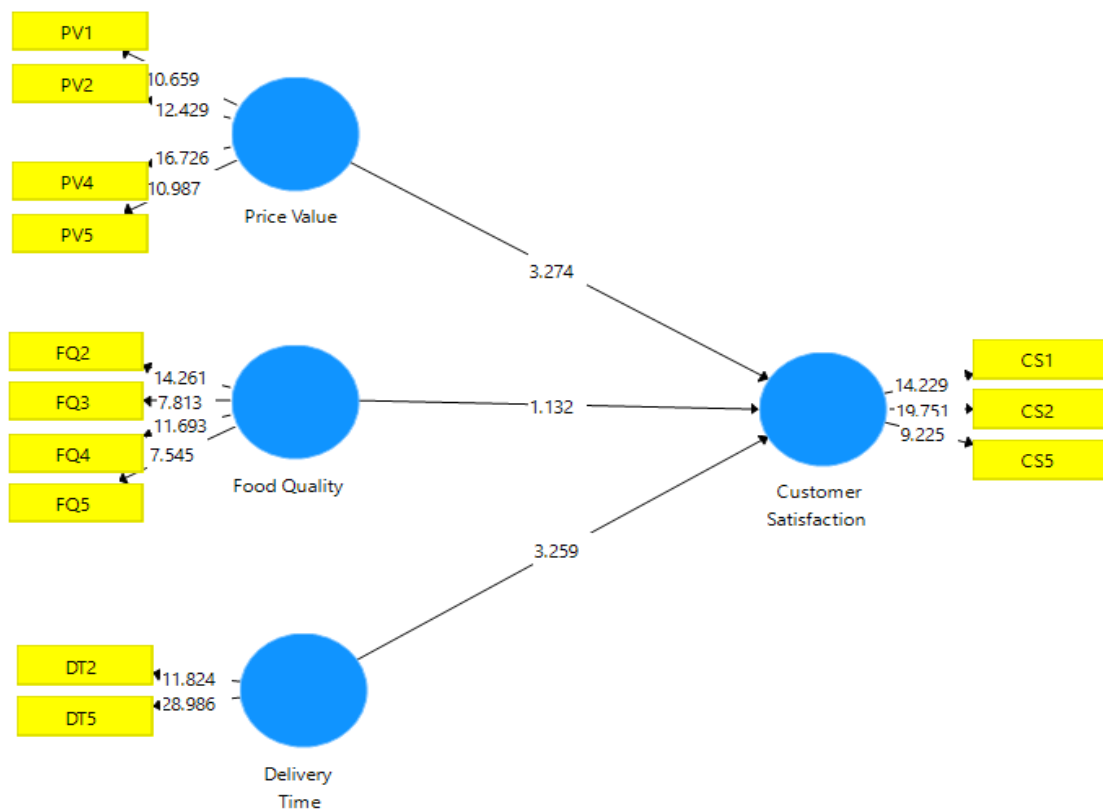 PV1
10.659
PV2
12.429
16.726
PV4
10.987
PV5
Price Value
3.274
FQ2
14.261
FQ3
7.813
11.693
FQ4
7.545
FQ5
Food Quality
1.132
CS1
14.229
19.751
CS2
9.225
CS5
Customer
Satisfaction
3.259
DT2
11.824
28.986
DT5
Delivery
Time